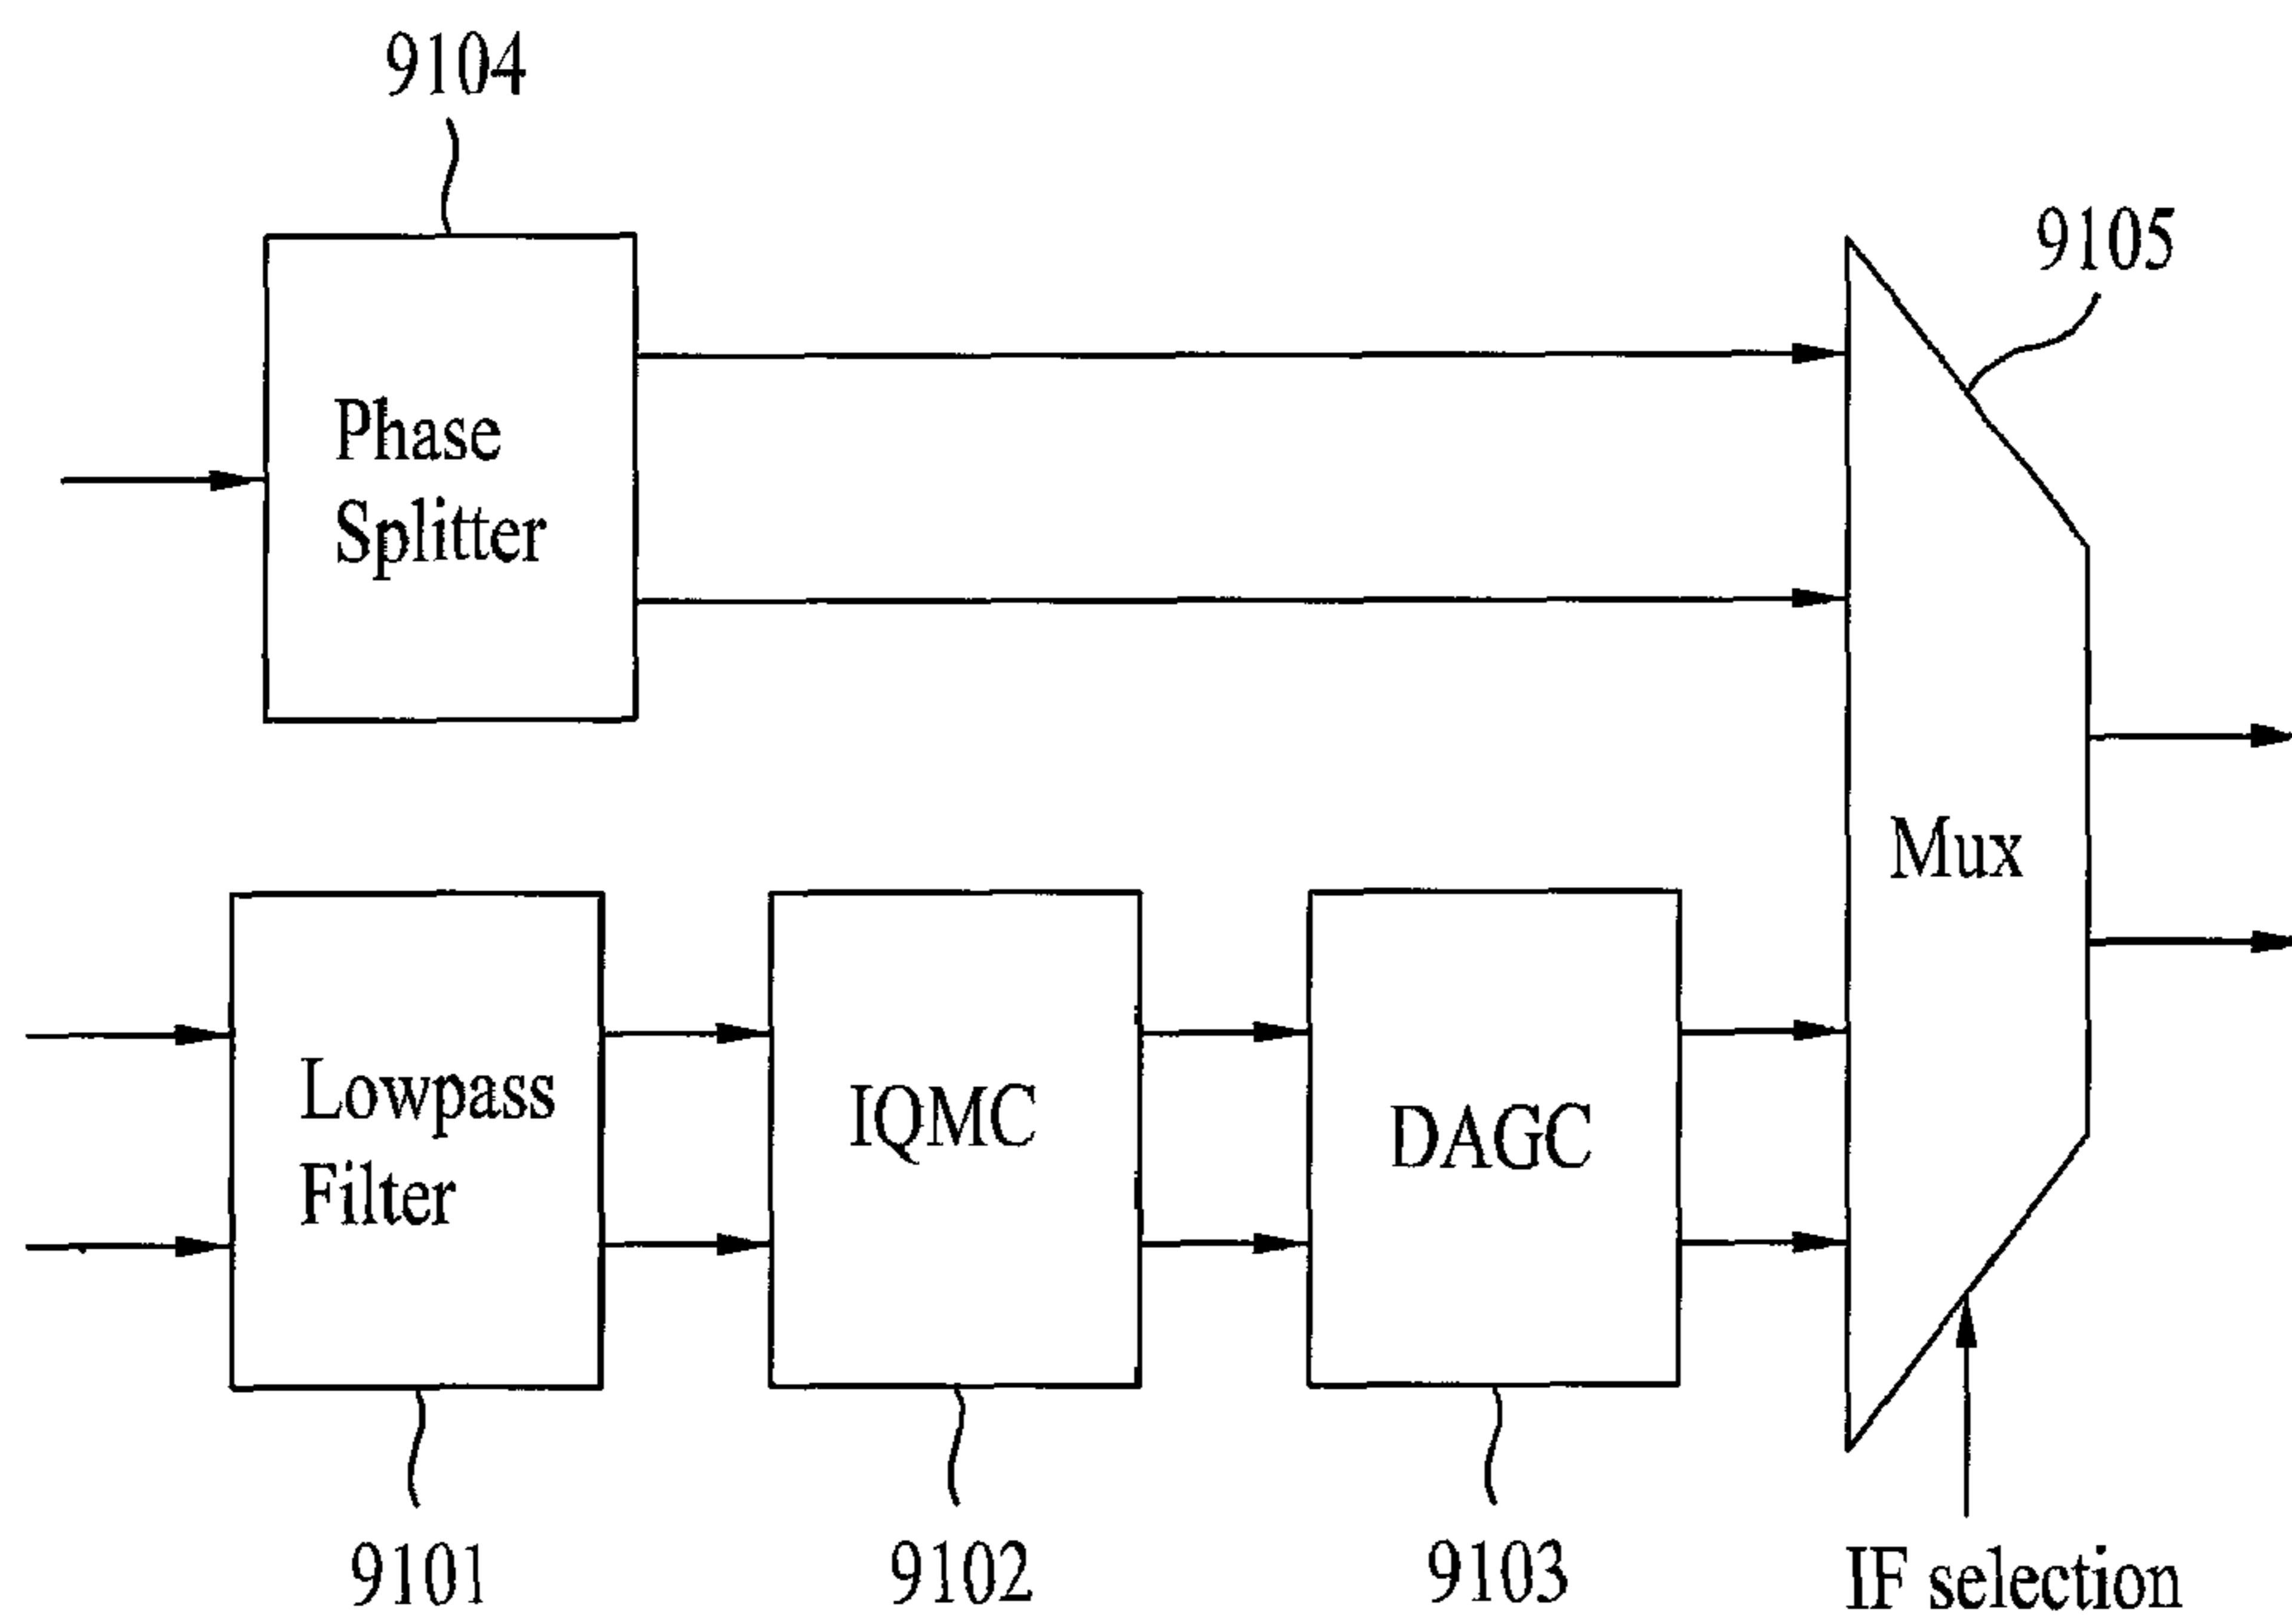 9104
9105
Phase
Splitter
Mux
Lowpass
Filter
IQMC
DAGC
9101
9102
9103
IF selection